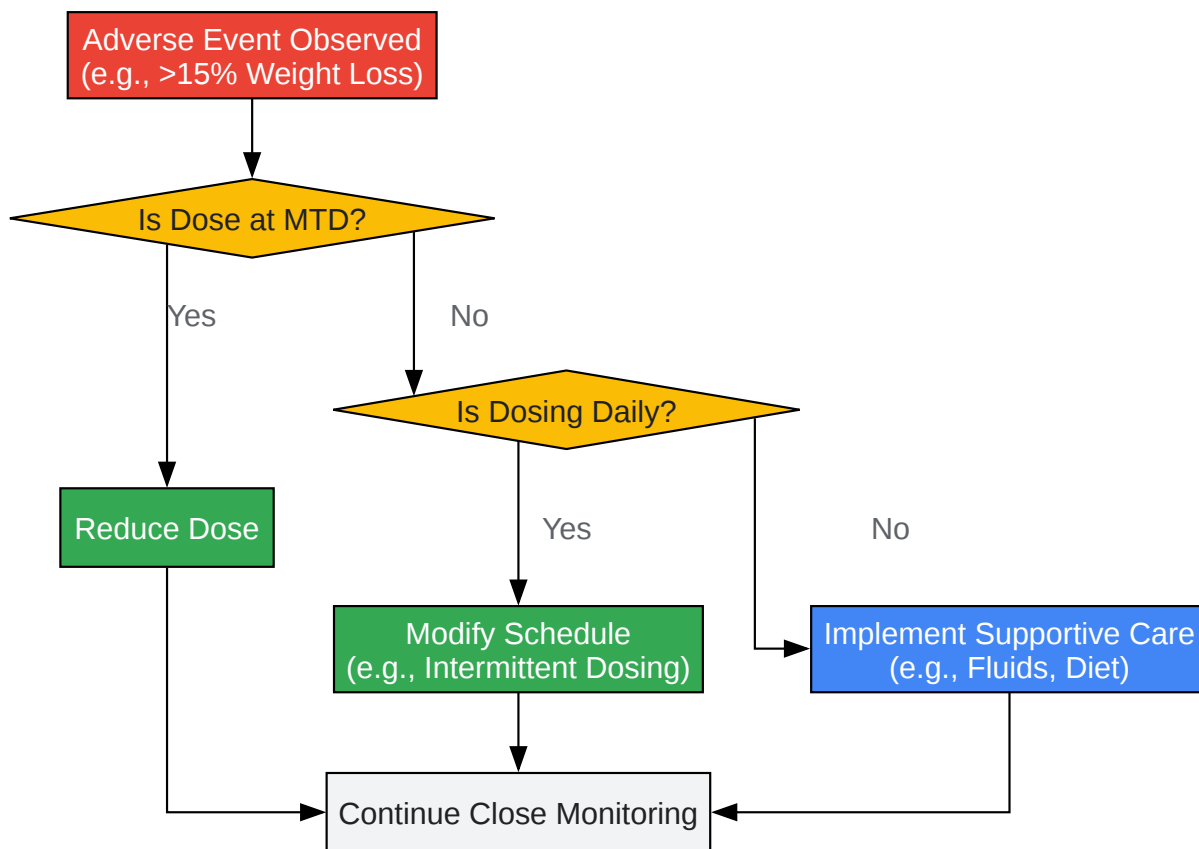 Adverse Event Observed
(e.g., >15% Weight Loss)
Is Dose at MTD?
Yes
No
Is Dosing Daily?
Reduce Dose
Yes
No
Modify Schedule
(e.g., Intermittent Dosing)
Implement Supportive Care
(e.g., Fluids, Diet)
Continue Close Monitoring